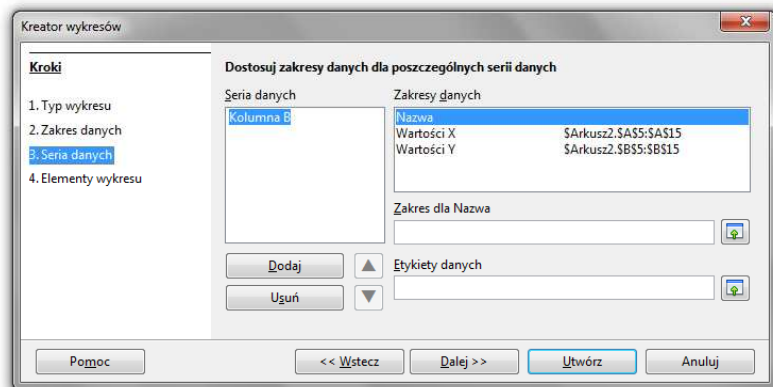 Kreator wykresów
Kroki
1. Typ wykresu
2. Zakres danych
3. Seria danych
4. Elementy wykresu
Dostosuj zakresy danych dla poszczególnych serii danych
Seria danych
Kolumna B
Zakresy danych
Nazwa
Wartości X $Arkusz2.$A$5:$A$15
Wartości Y $Arkusz2.$B$5:$B$15
Zakres dla Nazwa
Dodaj
Usuń
Etykiety danych
Pomoc
<< Wstecz
Dalej >>
Utwórz
Anuluj